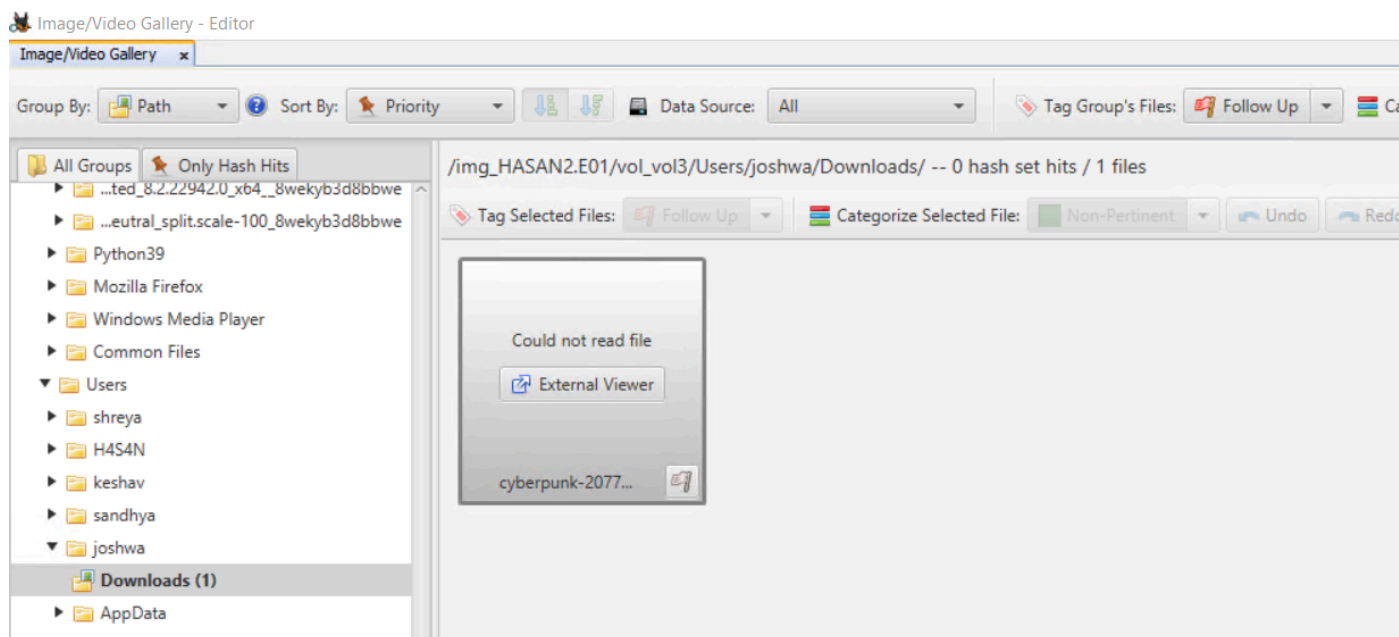 Image/Video Gallery - Editor
Image/Video Gallery x
Group By: Path Sort By: Priority Data Source: All Tag Group's Files: Follow Up Ca
All Groups Only Hash Hits
/img_HASAN2.E01/vol_vol3/Users/joshwa/Downloads/ -- 0 hash set hits / 1 files
Tag Selected Files: Follow Up Categorize Selected File: Non-Pertinent Undo Redo
...ted_8.2.22942.0_x64__8wekyb3d8bbwe
...eutral_split.scale-100_8wekyb3d8bbwe
Python39
Mozilla Firefox
Windows Media Player
Common Files
Users
shreya
H4S4N
keshav
sandhya
joshwa
Downloads (1)
AppData
Could not read file
External Viewer
cyberpunk-2077...